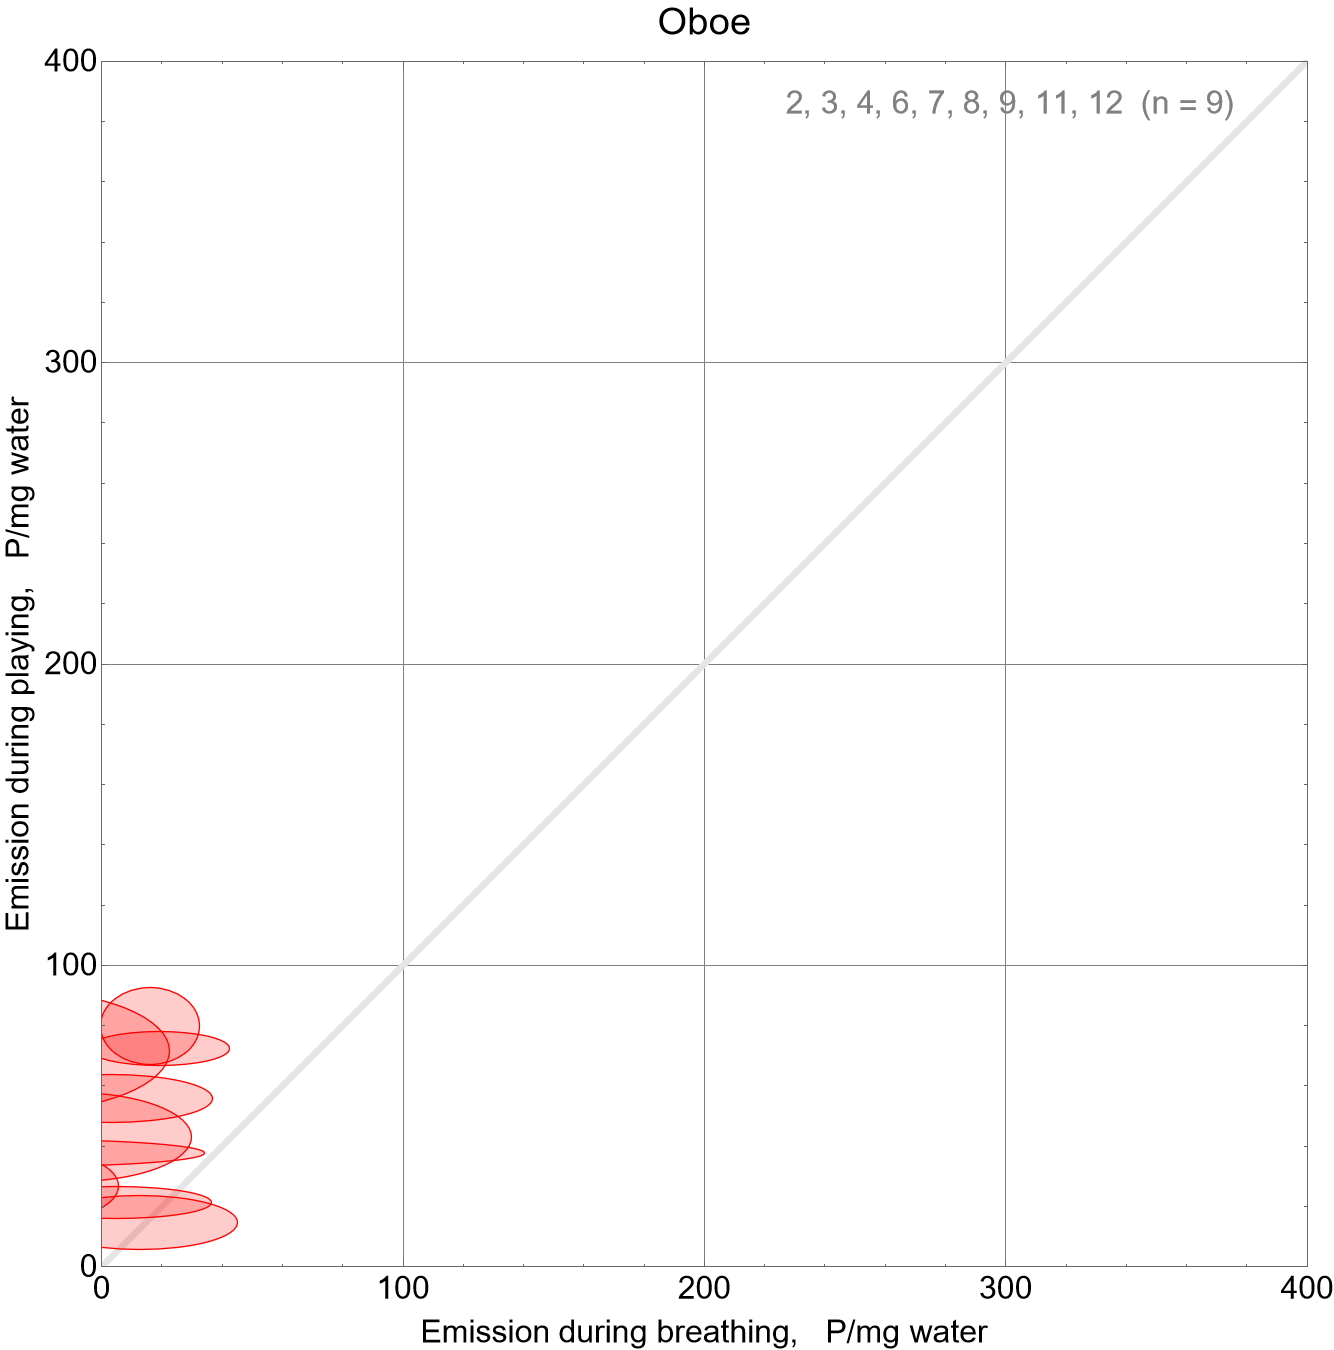 Oboe
2, 3, 4, 6, 7, 8, 9, 11, 12 (n = 9)
400
300
200
100
0
Emission during playing, P/mg water
0 100 200 300 400
Emission during breathing, P/mg water